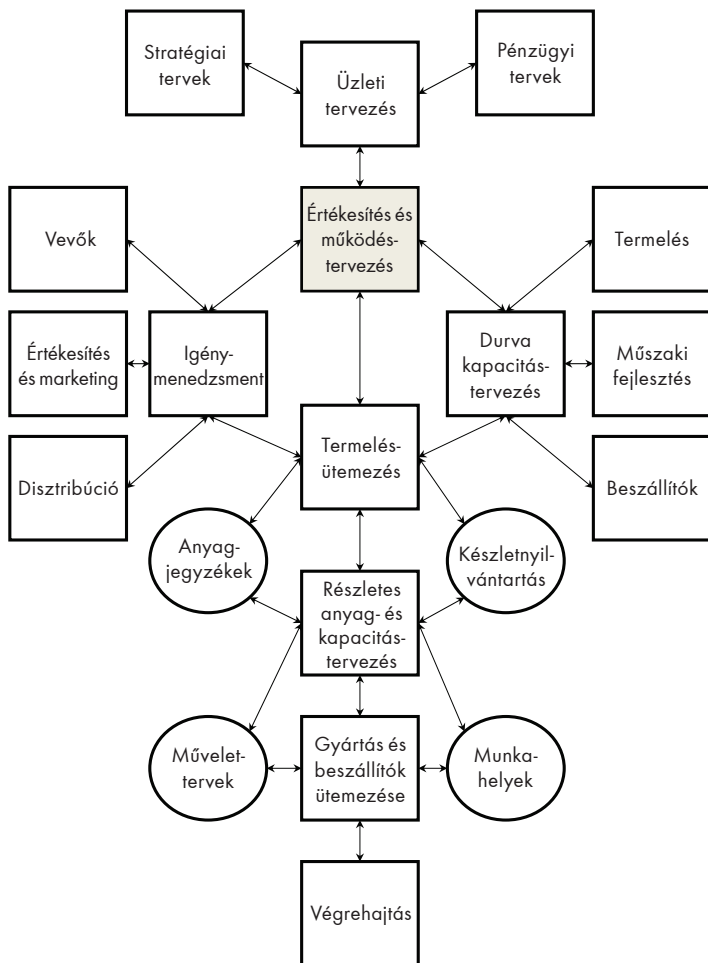 Stratégiai
tervek
Üzleti
tervezés
Pénzügyi
tervek
Vevők
Értékesítés és
működés-
tervezés
Termelés
Értékesítés
és marketing
Igény-
menedzsment
Durva
kapacitás-
tervezés
Műszaki
fejlesztés
Disztribúció
Termelés-
ütemezés
Beszállítók
Anyag-
jegyzékek
Készletnyil-
vántartás
Részletes
anyag- és
kapacitás-
tervezés
Művelet-
tervek
Gyártás és
beszállítók
ütemezése
Munka-
helyek
Végrehajtás